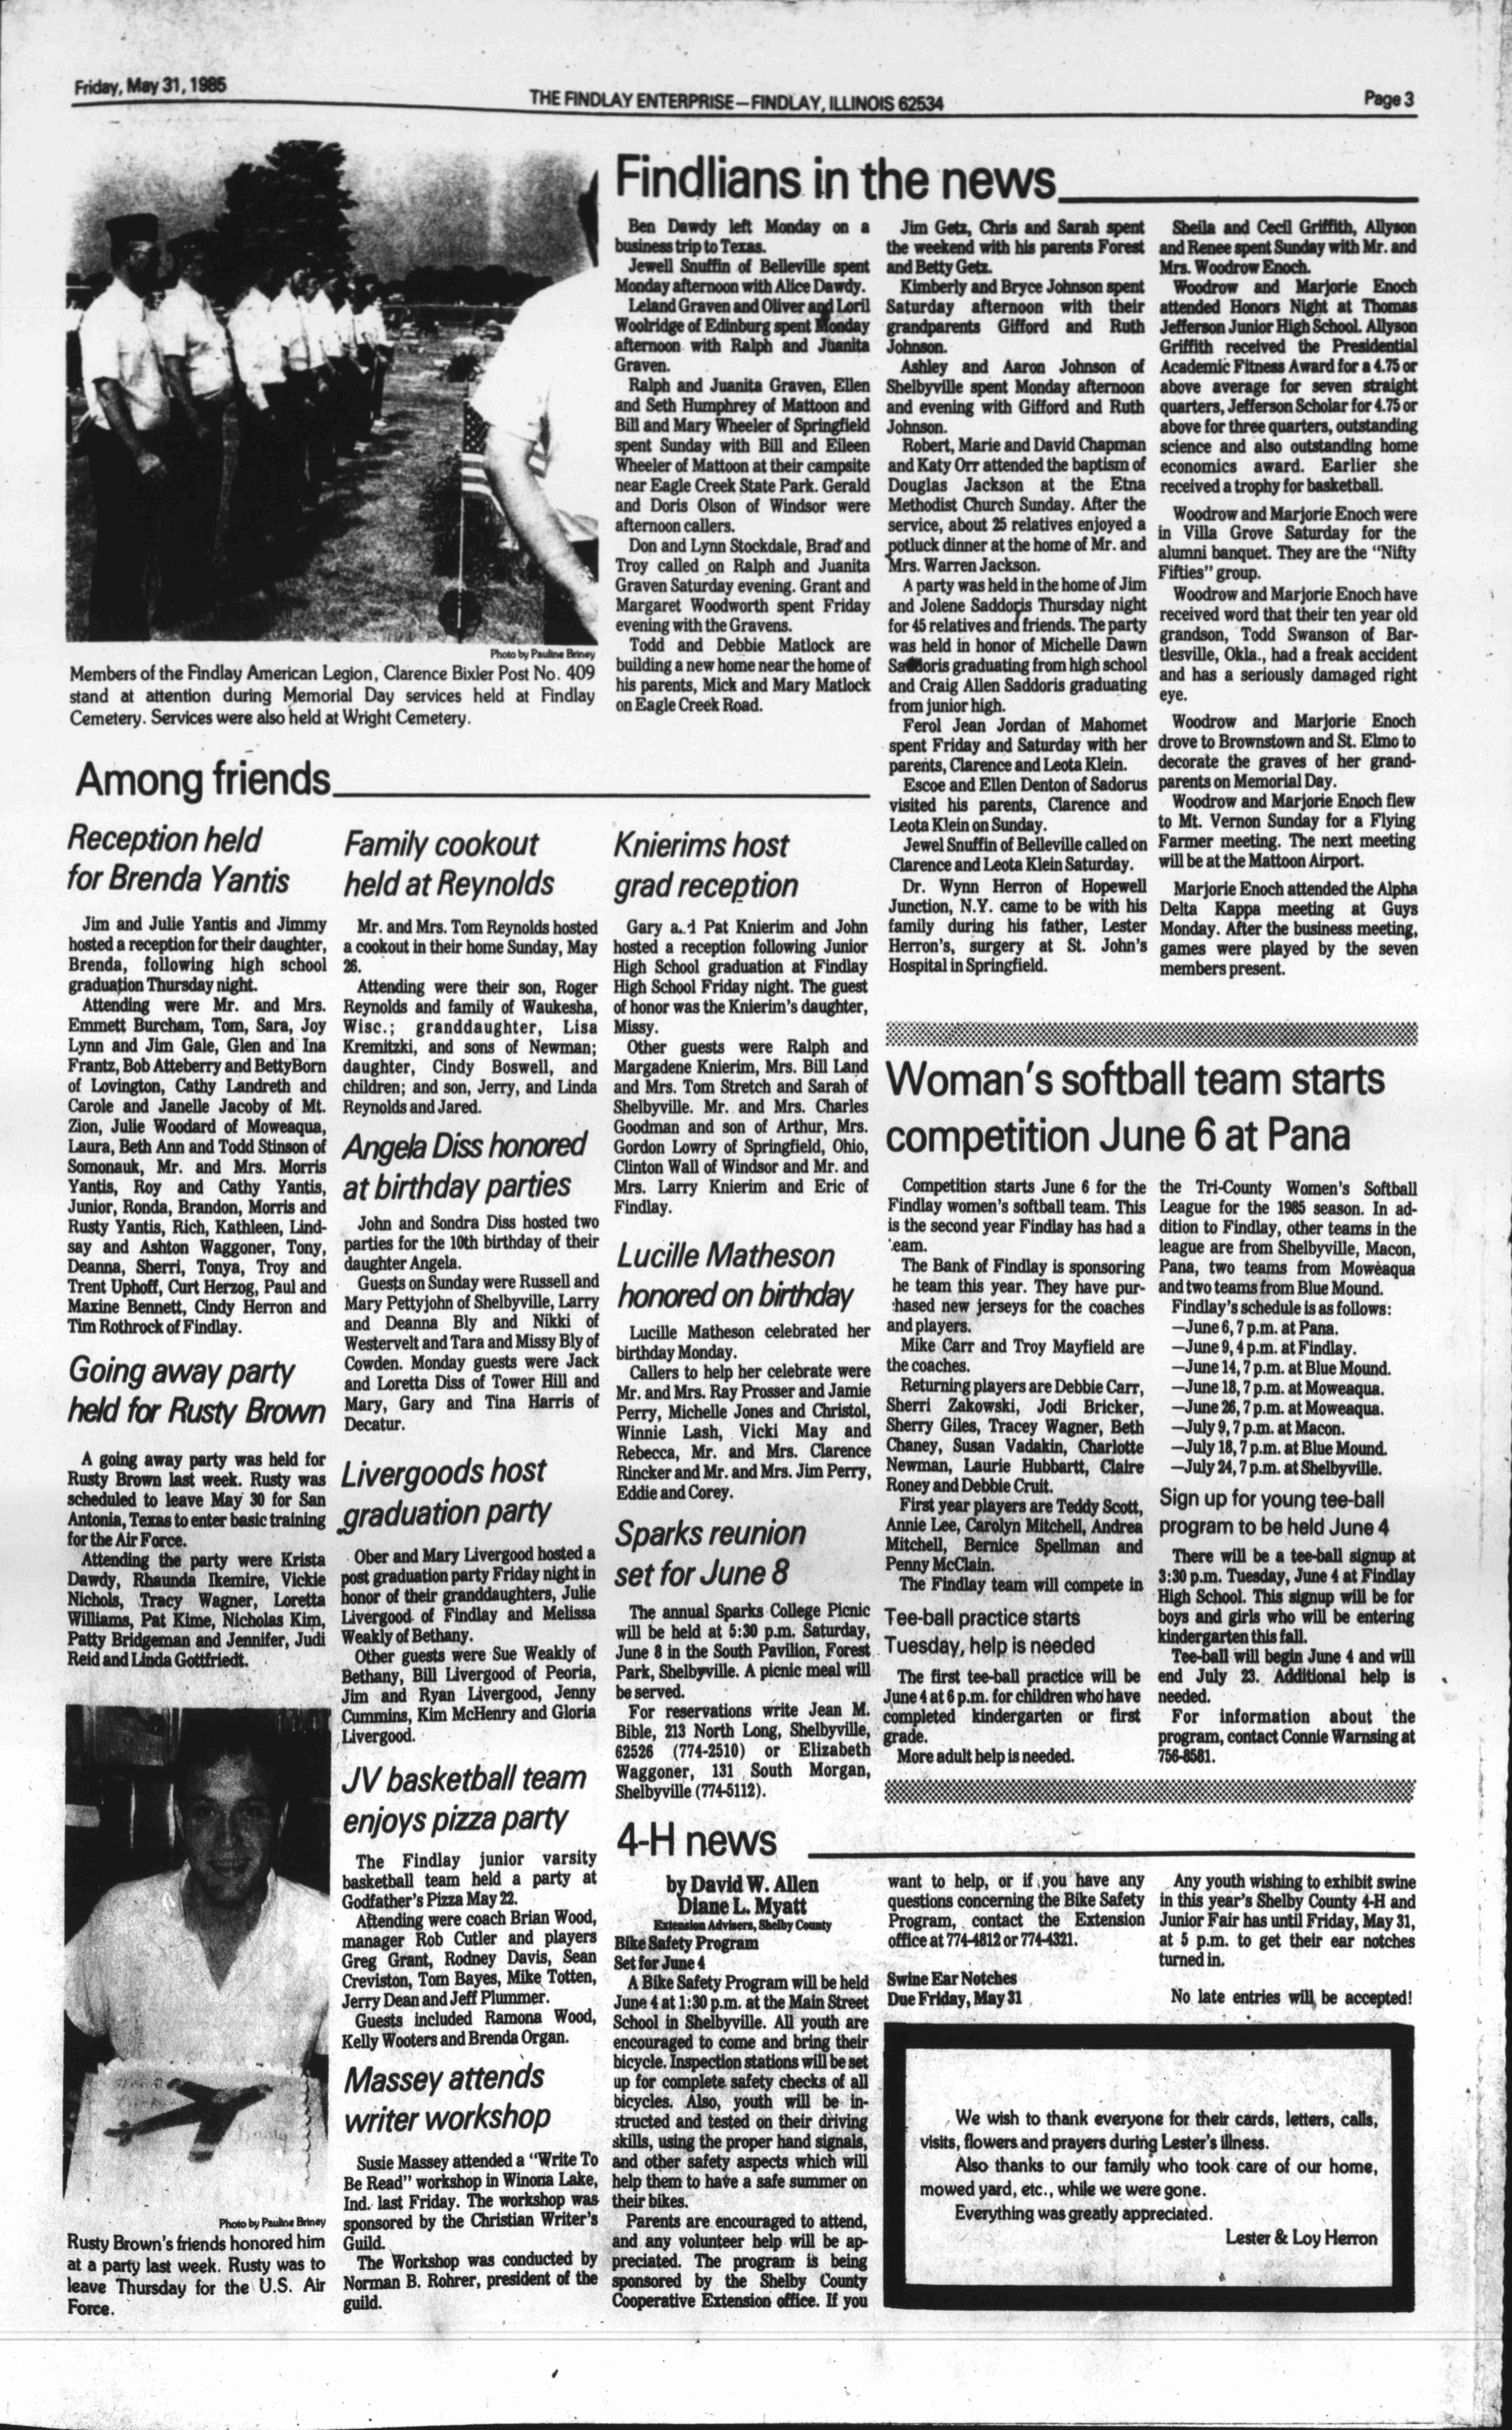 Friday, May 31, 1985
THE FINDLAY ENTERPRISE—FINDLAY, ILLINOIS 62534
Page 3
Photo by Pauline Briney
Members of the Findlay American Legion, Clarence Bixler Post No. 409
stand at attention during Memorial Day services held at Findlay
Cemetery. Services were also held at Wright Cemetery.
Findlians in the news
Ben Dawdy left Monday on a
business trip to Texas.
Jewell Snuffin of Belleville spent
Monday afternoon with Alice Dawdy.
Leland Graven and Oliver and Loril
Woolridge of Edinburg spent Monday
afternoon with Ralph and Juanita
Graven.
Ralph and Juanita Graven, Ellen
and Seth Humphrey of Mattoon and
Bill and Mary Wheeler of Springfield
spent Sunday with Bill and Eileen
Wheeler of Mattoon at their campsite
near Eagle Creek State Park. Gerald
and Doris Olson of Windsor were
afternoon callers.
Don and Lynn Stockdale, Brad and
Troy called on Ralph and Juanita
Graven Saturday evening. Grant and
Margaret Woodworth spent Friday
evening with the Gravens.
Todd and Debbie Matlock are
building a new home near the home of
his parents, Mick and Mary Matlock
on Eagle Creek Road.
Jim Getz, Chris and Sarah spent
the weekend with his parents Forest
and Betty Getz.
Kimberly and Bryce Johnson spent
Saturday afternoon with their
grandparents Gifford and Ruth
Johnson.
Ashley and Aaron Johnson of
Shelbyville spent Monday afternoon
and evening with Gifford and Ruth
Johnson.
Robert, Marie and David Chapman
and Katy Orr attended the baptism of
Douglas Jackson at the Etna
Methodist Church Sunday. After the
service, about 25 relatives enjoyed a
potluck dinner at the home of Mr. and
Mrs. Warren Jackson.
A party was held in the home of Jim
and Jolene Saddoris Thursday night
for 45 relatives and friends. The party
was held in honor of Michelle Dawn
Saddoris graduating from high school
and Craig Allen Saddoris graduating
from junior high.
Ferol Jean Jordan of Mahomet
spent Friday and Saturday with her
parents, Clarence and Leota Klein.
Escoe and Ellen Denton of Sadorus
visited his parents, Clarence and
Leota Klein on Sunday.
Jewel Snuffin of Belleville called on
Clarence and Leota Klein Saturday.
Dr. Wynn Herron of Hopewell
Junction, N.Y. came to be with his
family during his father, Lester
Herron's, surgery at St. John's
Hospital in Springfield.
Sheila and Cecil Griffith, Allyson
and Renee spent Sunday with Mr. and
Mrs. Woodrow Enoch.
Woodrow and Marjorie Enoch
attended Honors Night at Thomas
Jefferson Junior High School. Allyson
Griffith received the Presidential
Academic Fitness Award for a 4.75 or
above average for seven straight
quarters, Jefferson Scholar for 4.75 or
above for three quarters, outstanding
science and also outstanding home
economics award. Earlier she
received a trophy for basketball.
Woodrow and Marjorie Enoch were
in Villa Grove Saturday for the
alumni banquet. They are the "Nifty
Fifties" group.
Woodrow and Marjorie Enoch have
received word that their ten year old
grandson, Todd Swanson of Bar-
tlesville, Okla., had a freak accident
and has a seriously damaged right
eye.
Woodrow and Marjorie Enoch
drove to Brownstown and St. Elmo to
decorate the graves of her grand-
parents on Memorial Day.
Woodrow and Marjorie Enoch flew
to Mt. Vernon Sunday for a Flying
Farmer meeting. The next meeting
will be at the Mattoon Airport.
Marjorie Enoch attended the Alpha
Delta Kappa meeting at Guys
Monday. After the business meeting,
games were played by the seven
members present.
Among friends
Reception held
for Brenda Yantis
Jim and Julie Yantis and Jimmy
hosted a reception for their daughter,
Brenda, following high school
graduation Thursday night.
Attending were Mr. and Mrs.
Emmett Burcham, Tom, Sara, Joy
Lynn and Jim Gale, Glen and Ina
Frantz, Bob Atteberry and BettyBorn
of Lovington, Cathy Landreth and
Carole and Janelle Jacoby of Mt.
Zion, Julie Woodard of Moweaqua,
Laura, Beth Ann and Todd Stinson of
Somonauk, Mr. and Mrs. Morris
Yantis, Roy and Cathy Yantis,
Junior, Ronda, Brandon, Morris and
Rusty Yantis, Rich, Kathleen, Lind-
say and Ashton Waggoner, Tony,
Deanna, Sherri, Tonya, Troy and
Trent Uphoff, Curt Herzog, Paul and
Maxine Bennett, Cindy Herron and
Tim Rothrock of Findlay.
Going away party
held for Rusty Brown
A going away party was held for
Rusty Brown last week. Rusty was
scheduled to leave May 30 for San
Antonia, Texas to enter basic training
for the Air Force.
Attending the party were Krista
Dawdy, Rhaunda Ikemire, Vickie
Nichols, Tracy Wagner, Loretta
Williams, Pat Kime, Nicholas Kim,
Patty Bridgeman and Jennifer, Judi
Reid and Linda Gottfriedt.
Photo by Pauline Briney
Rusty Brown's friends honored him
at a party last week. Rusty was to
leave Thursday for the U.S. Air
Force.
Family cookout
held at Reynolds
Mr. and Mrs. Tom Reynolds hosted
a cookout in their home Sunday, May
26.
Attending were their son, Roger
Reynolds and family of Waukesha,
Wisc.; granddaughter, Lisa
Kremitzki, and sons of Newman;
daughter, Cindy Boswell, and
children; and son, Jerry, and Linda
Reynolds and Jared.
Angela Diss honored
at birthday parties
John and Sondra Diss hosted two
parties for the 10th birthday of their
daughter Angela.
Guests on Sunday were Russell and
Mary Pettyjohn of Shelbyville, Larry
and Deanna Bly and Nikki of
Westervelt and Tara and Missy Bly of
Cowden. Monday guests were Jack
and Loretta Diss of Tower Hill and
Mary, Gary and Tina Harris of
Decatur.
Livergoods host
graduation party
Ober and Mary Livergood hosted a
post graduation party Friday night in
honor of their granddaughters, Julie
Livergood of Findlay and Melissa
Weakly of Bethany.
Other guests were Sue Weakly of
Bethany, Bill Livergood of Peoria,
Jim and Ryan Livergood, Jenny
Cummins, Kim McHenry and Gloria
Livergood.
JV basketball team
enjoys pizza party
The Findlay junior varsity
basketball team held a party at
Godfather's Pizza May 22.
Attending were coach Brian Wood,
manager Rob Cutler and players
Greg Grant, Rodney Davis, Sean
Creviston, Tom Bayes, Mike Totten,
Jerry Dean and Jeff Plummer.
Guests included Ramona Wood,
Kelly Wooters and Brenda Organ.
Massey attends
writer workshop
Susie Massey attended a "Write To
Be Read" workshop in Winona Lake,
Ind. last Friday. The workshop was
sponsored by the Christian Writer's
Guild.
The Workshop was conducted by
Norman B. Rohrer, president of the
guild.
Knierims host
grad reception
Gary a..d Pat Knierim and John
hosted a reception following Junior
High School graduation at Findlay
High School Friday night. The guest
of honor was the Knierim's daughter,
Missy.
Other guests were Ralph and
Margadene Knierim, Mrs. Bill Land
and Mrs. Tom Stretch and Sarah of
Shelbyville. Mr. and Mrs. Charles
Goodman and son of Arthur, Mrs.
Gordon Lowry of Springfield, Ohio,
Clinton Wall of Windsor and Mr. and
Mrs. Larry Knierim and Eric of
Findlay.
Lucille Matheson
honored on birthday
Lucille Matheson celebrated her
birthday Monday.
Callers to help her celebrate were
Mr. and Mrs. Ray Prosser and Jamie
Perry, Michelle Jones and Christol,
Winnie Lash, Vicki May and
Rebecca, Mr. and Mrs. Clarence
Rincker and Mr. and Mrs. Jim Perry,
Eddie and Corey.
Sparks reunion
set for June 8
The annual Sparks College Picnic
will be held at 5:30 p.m. Saturday,
June 8 in the South Pavilion, Forest
Park, Shelbyville. A picnic meal will
be served.
For reservations write Jean M.
Bible, 213 North Long, Shelbyville,
62526 (774-2510) or Elizabeth
Waggoner, 131 South Morgan,
Shelbyville (774-5112).
Woman's softball team starts
competition June 6 at Pana
Competition starts June 6 for the
Findlay women's softball team. This
is the second year Findlay has had a
eam.
The Bank of Findlay is sponsoring
he team this year. They have pur-
chased new jerseys for the coaches
and players.
Mike Carr and Troy Mayfield are
the coaches.
Returning players are Debbie Carr,
Sherri Zakowski, Jodi Bricker,
Sherry Giles, Tracey Wagner, Beth
Chaney, Susan Vadakin, Charlotte
Newman, Laurie Hubbartt, Claire
Roney and Debbie Cruit.
First year players are Teddy Scott,
Annie Lee, Carolyn Mitchell, Andrea
Mitchell, Bernice Spellman and
Penny McClain.
The Findlay team will compete in
the Tri-County Women's Softball
League for the 1985 season. In ad-
dition to Findlay, other teams in the
league are from Shelbyville, Macon,
Pana, two teams from Moweaqua
and two teams from Blue Mound.
Findlay's schedule is as follows:
—June 6, 7 p.m. at Pana.
—June 9, 4 p.m. at Findlay.
—June 14, 7 p.m. at Blue Mound.
—June 18, 7 p.m. at Moweaqua.
—June 26, 7 p.m. at Moweaqua.
—July 9, 7 p.m. at Macon.
—July 18, 7 p.m. at Blue Mound.
—July 24, 7 p.m. at Shelbyville.
Tee-ball practice starts
Tuesday, help is needed
The first tee-ball practice will be
June 4 at 6 p.m. for children who have
completed kindergarten or first
grade.
More adult help is needed.
Sign up for young tee-ball
program to be held June 4
There will be a tee-ball signup at
3:30 p.m. Tuesday, June 4 at Findlay
High School. This signup will be for
boys and girls who will be entering
kindergarten this fall.
Tee-ball will begin June 4 and will
end July 23. Additional help is
needed.
For information about the
program, contact Connie Warnsing at
756-8581.
4-H news
by David W. Allen
Diane L. Myatt
Extension Advisers, Shelby County
Bike Safety Program
Set for June 4
A Bike Safety Program will be held
June 4 at 1:30 p.m. at the Main Street
School in Shelbyville. All youth are
encouraged to come and bring their
bicycle. Inspection stations will be set
up for complete safety checks of all
bicycles. Also, youth will be in-
structed and tested on their driving
skills, using the proper hand signals,
and other safety aspects which will
help them to have a safe summer on
their bikes.
Parents are encouraged to attend,
and any volunteer help will be ap-
preciated. The program is being
sponsored by the Shelby County
Cooperative Extension office. If you
want to help, or if you have any
questions concerning the Bike Safety
Program, contact the Extension
office at 774-4812 or 774-4321.
Swine Ear Notches
Due Friday, May 31
Any youth wishing to exhibit swine
in this year's Shelby County 4-H and
Junior Fair has until Friday, May 31,
at 5 p.m. to get their ear notches
turned in.
No late entries will be accepted!
We wish to thank everyone for their cards, letters, calls,
visits, flowers and prayers during Lester's illness.
Also thanks to our family who took care of our home,
mowed yard, etc., while we were gone.
Everything was greatly appreciated.
Lester & Loy Herron